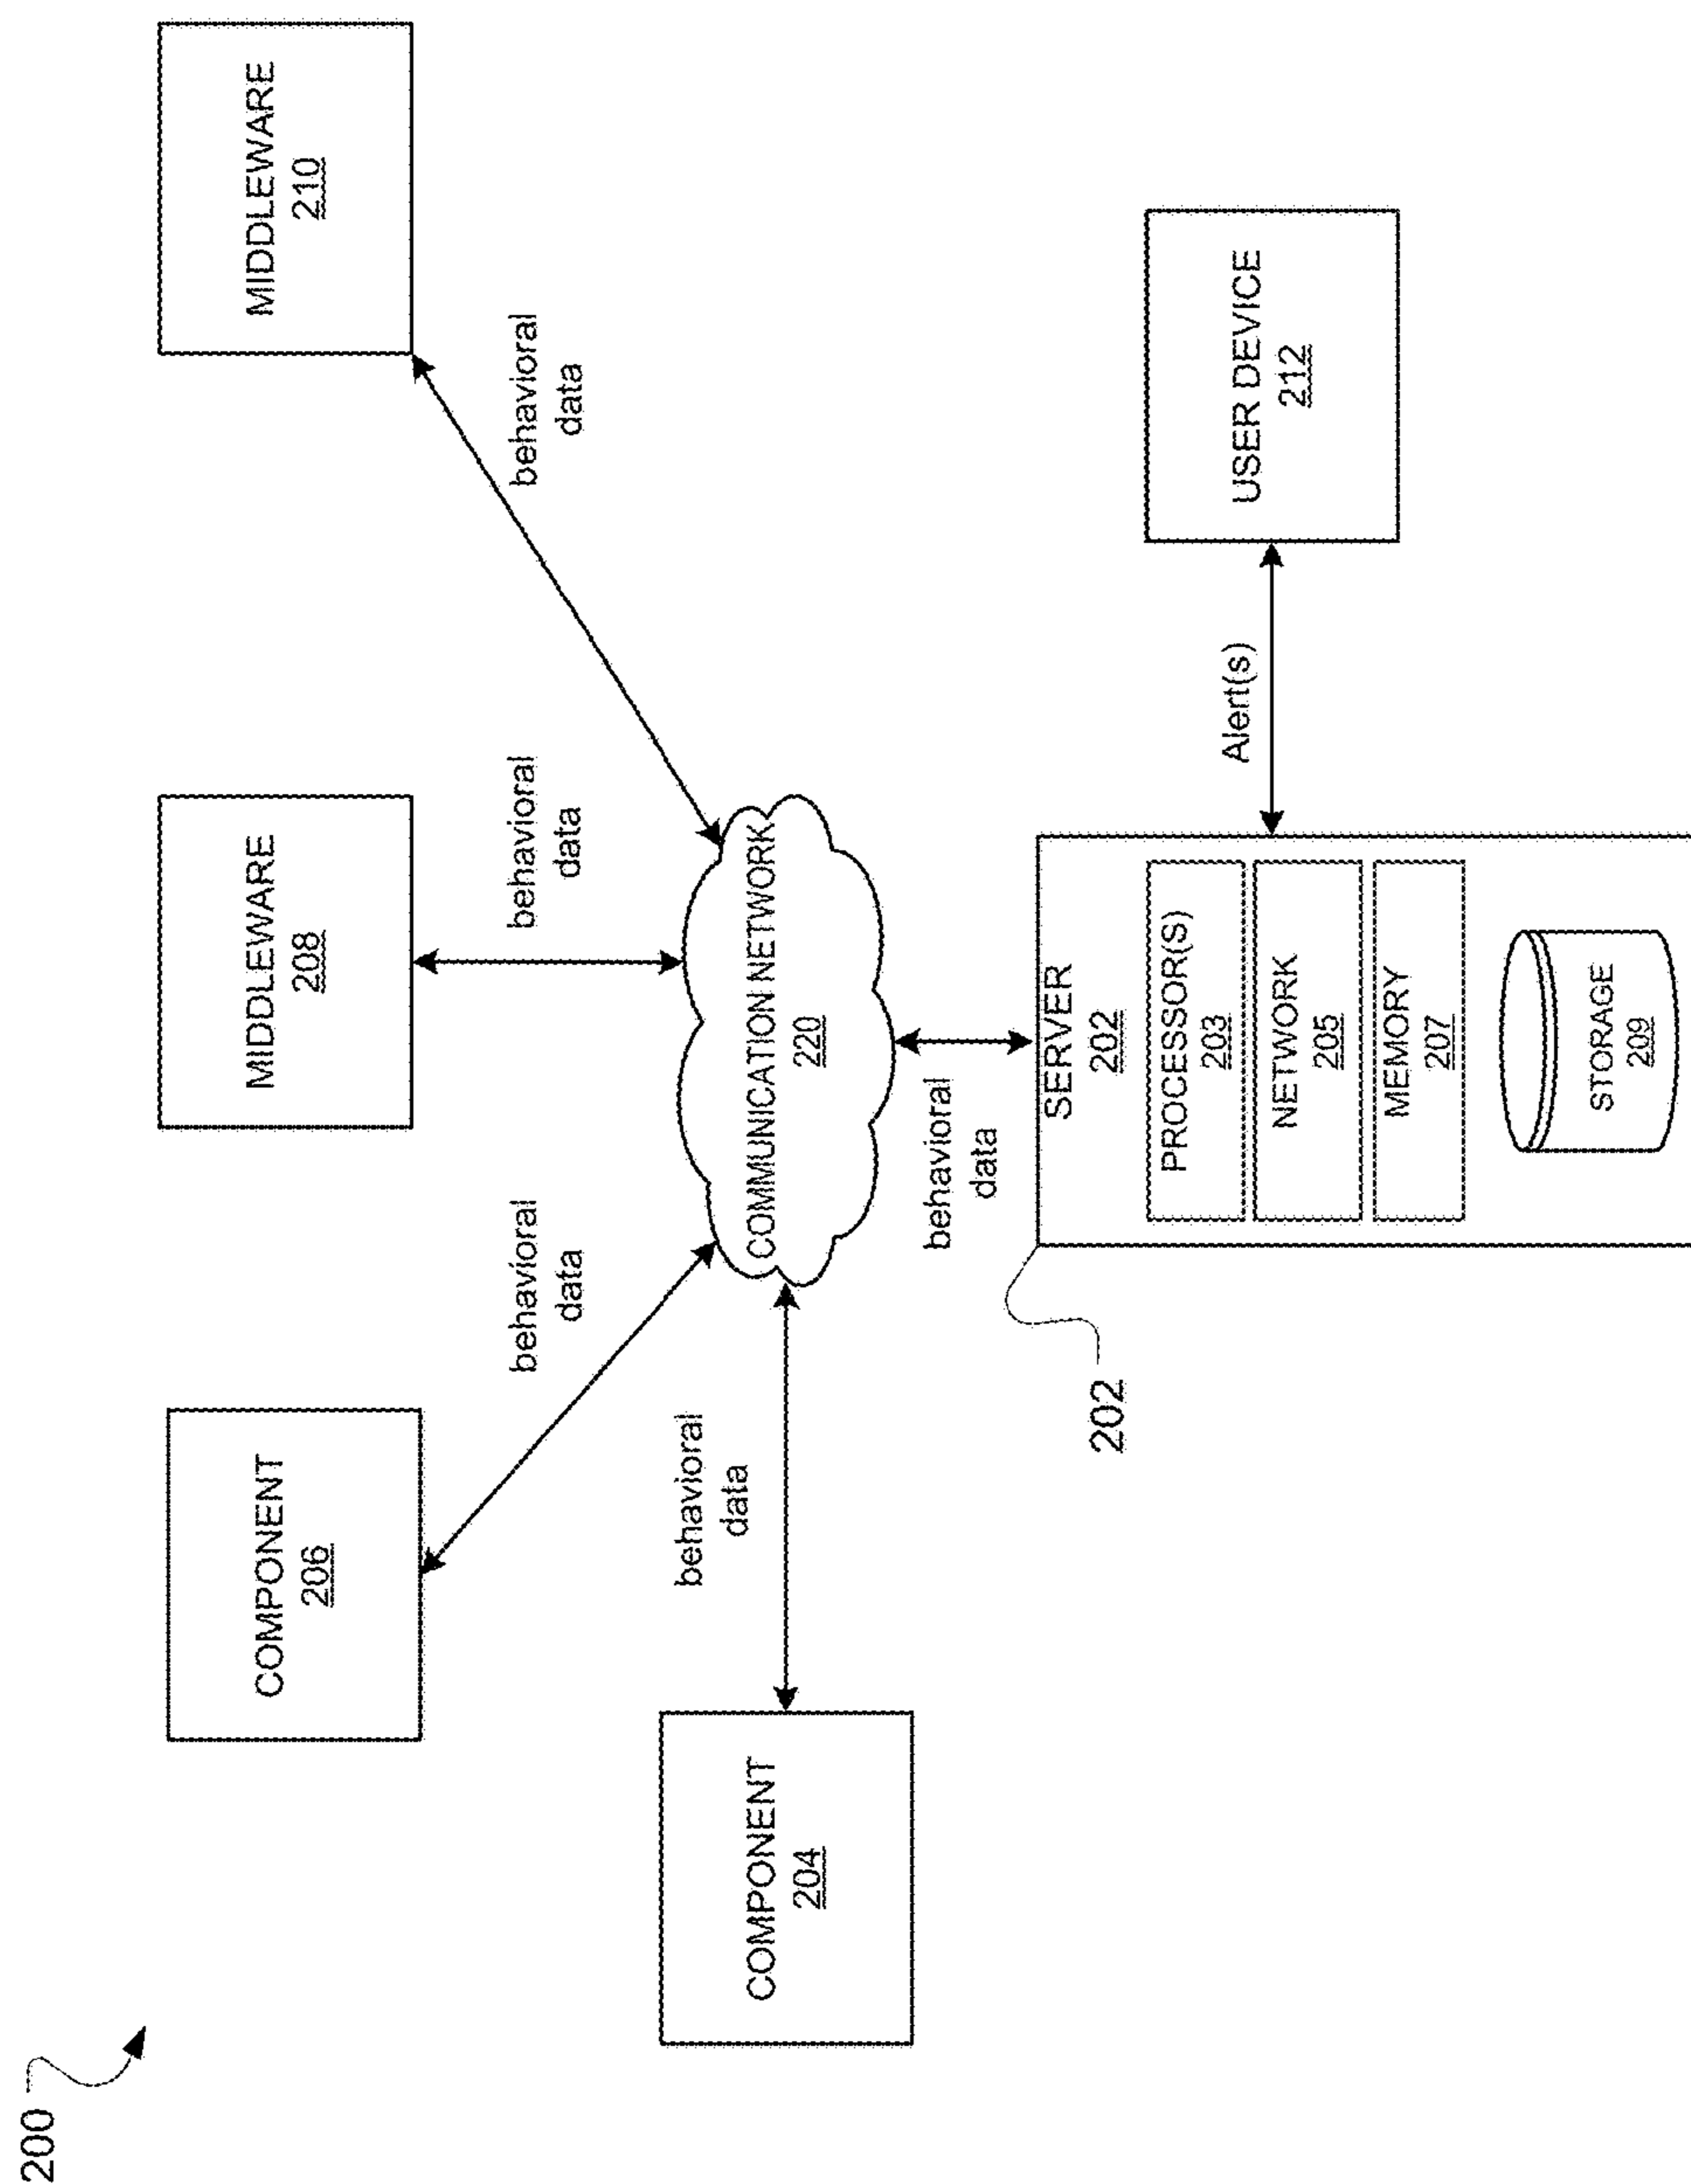 200
COMPONENT
206
MIDDLEWARE
208
MIDDLEWARE
210
behavioral
data
behavioral
data
behavioral
data
COMPONENT
204
behavioral
data
COMMUNICATION NETWORK
220
behavioral
data
202
SERVER
202
PROCESSOR(S)
203
NETWORK
205
MEMORY
207
STORAGE
209
Alert(s)
USER DEVICE
212